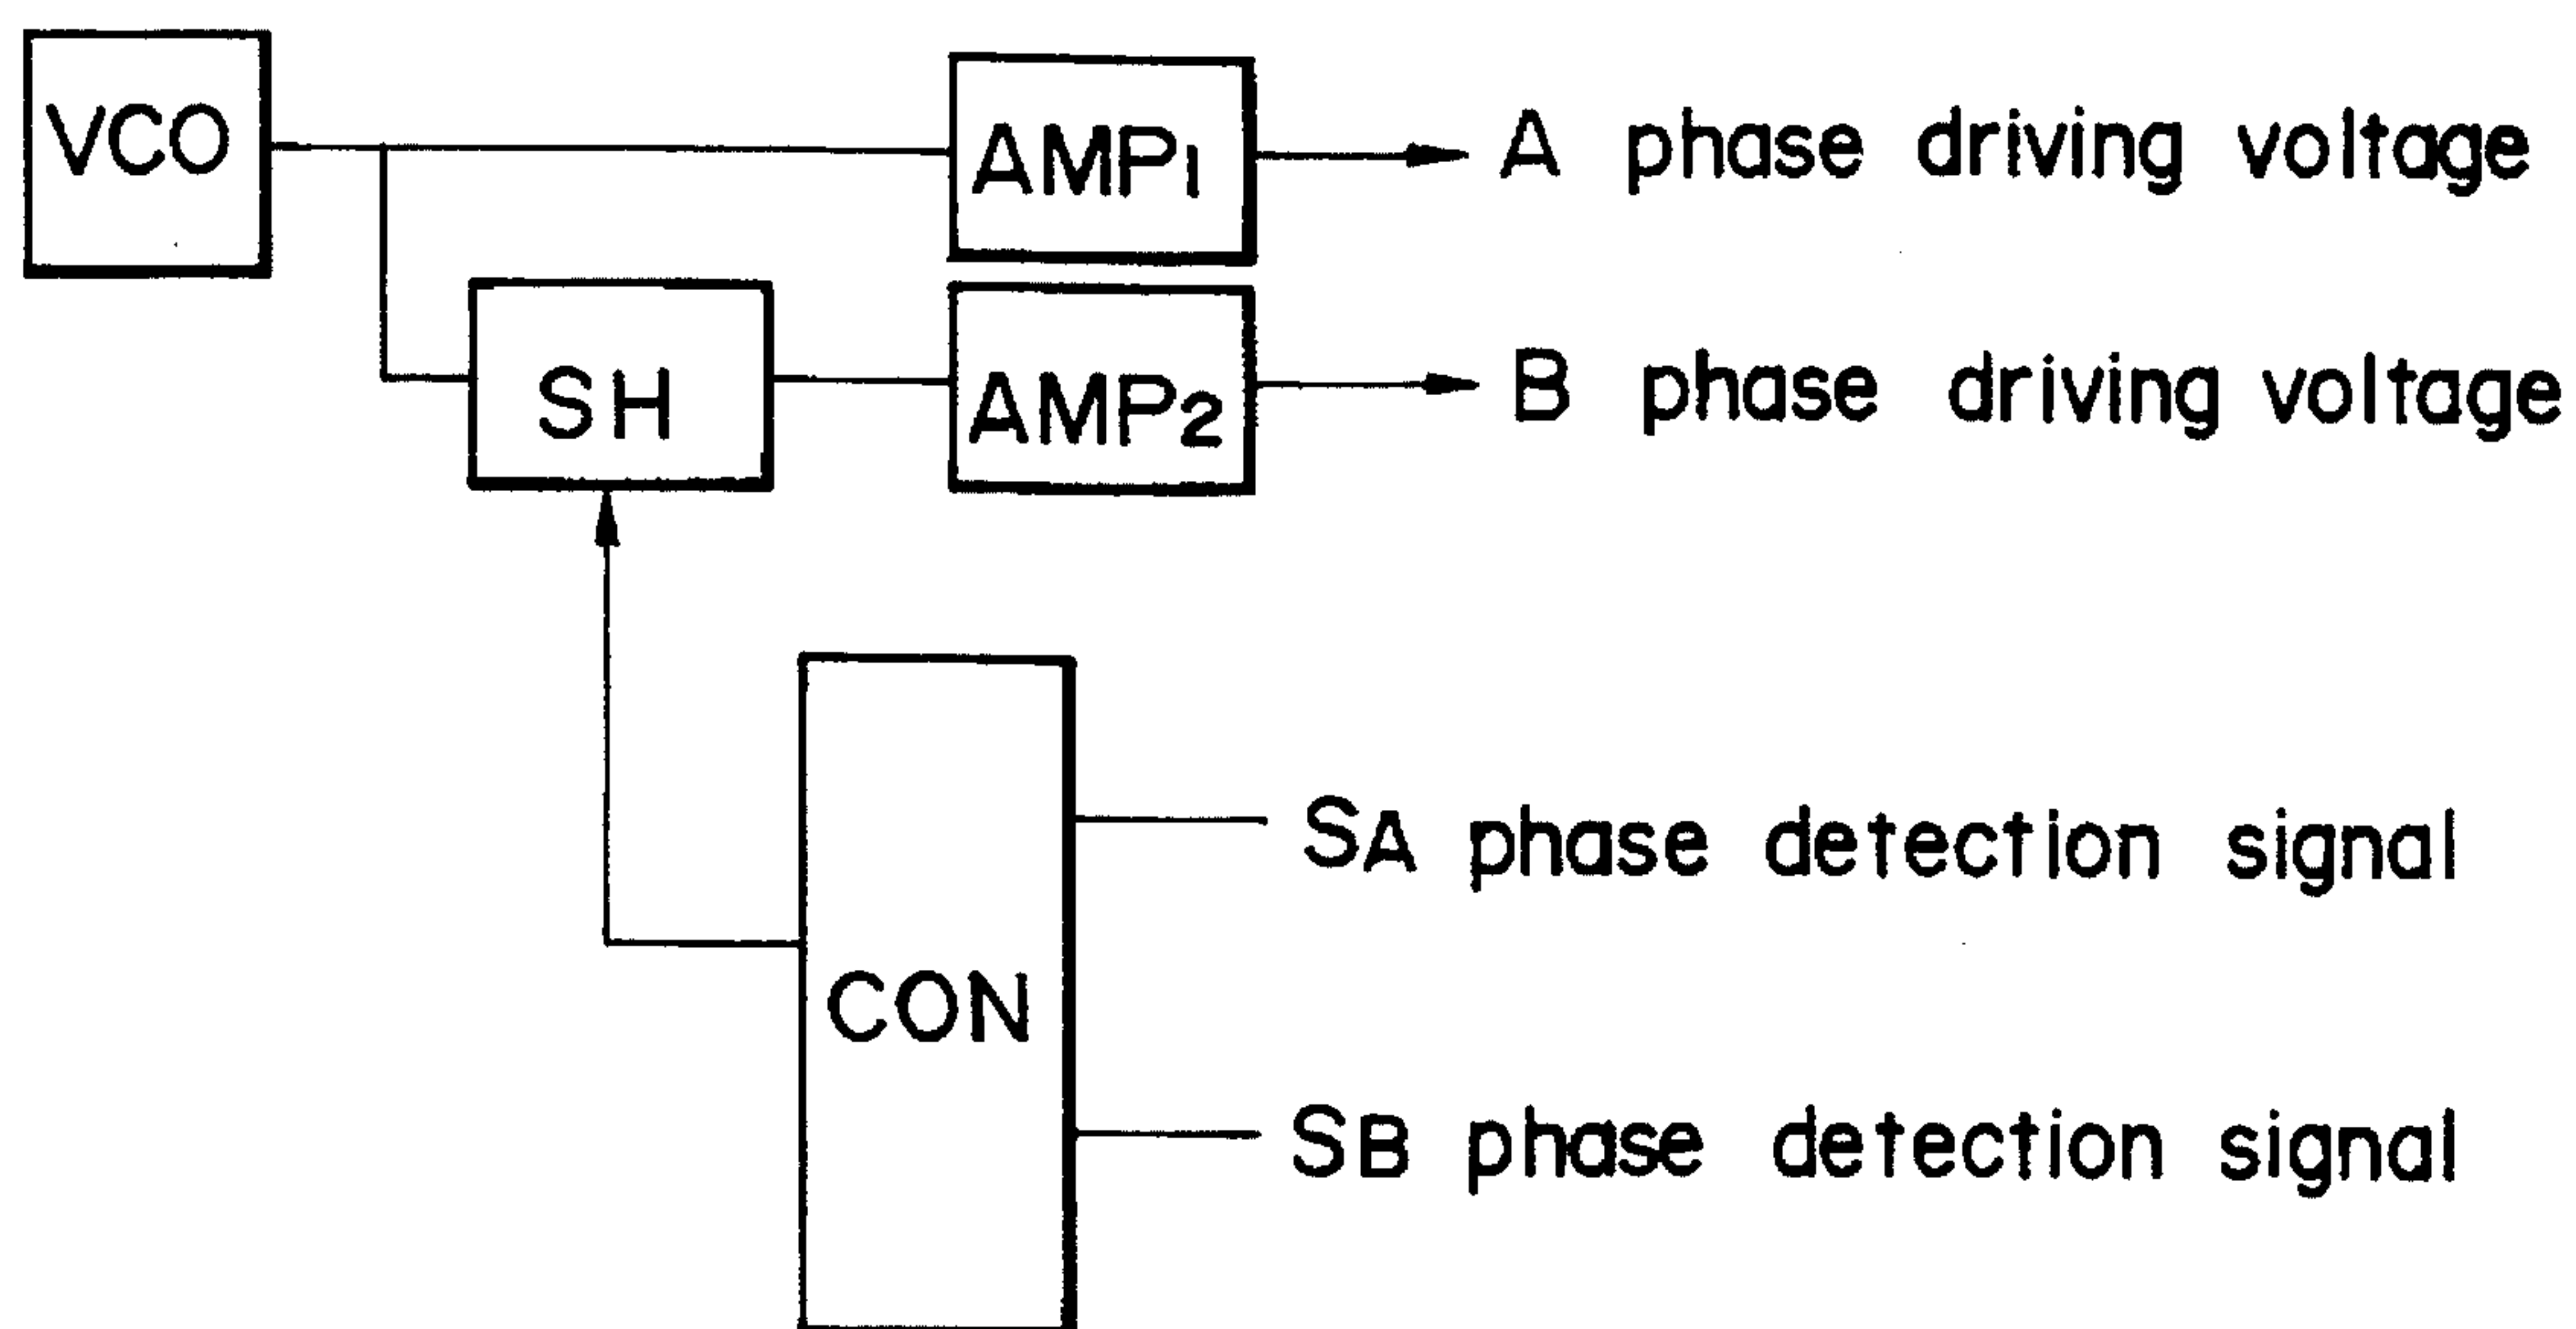 VCO
AMP1
A phase driving voltage
SH
AMP2
B phase driving voltage
SA phase detection signal
CON
SB phase detection signal